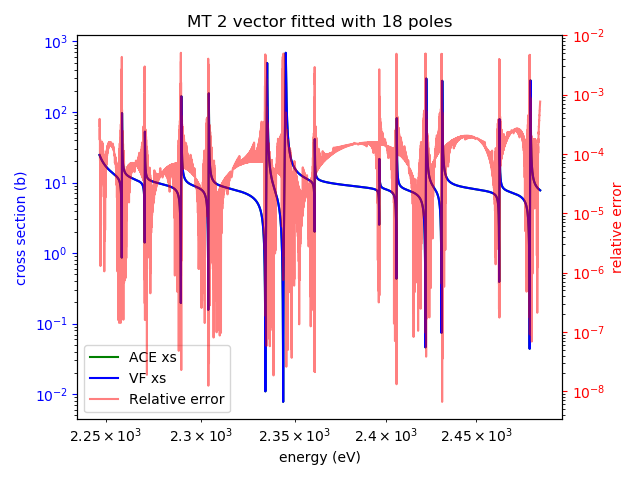 MT 2 vector fitted with 18 poles
10³
10²
10¹
10⁰
10⁻¹
10⁻²
cross section (b)
10⁻²
10⁻³
10⁻⁴
10⁻⁵
10⁻⁶
10⁻⁷
10⁻⁸
relative error
ACE xs
VF xs
Relative error
2.25×10³ 2.3×10³ 2.35×10³ 2.4×10³ 2.45×10³
energy (eV)